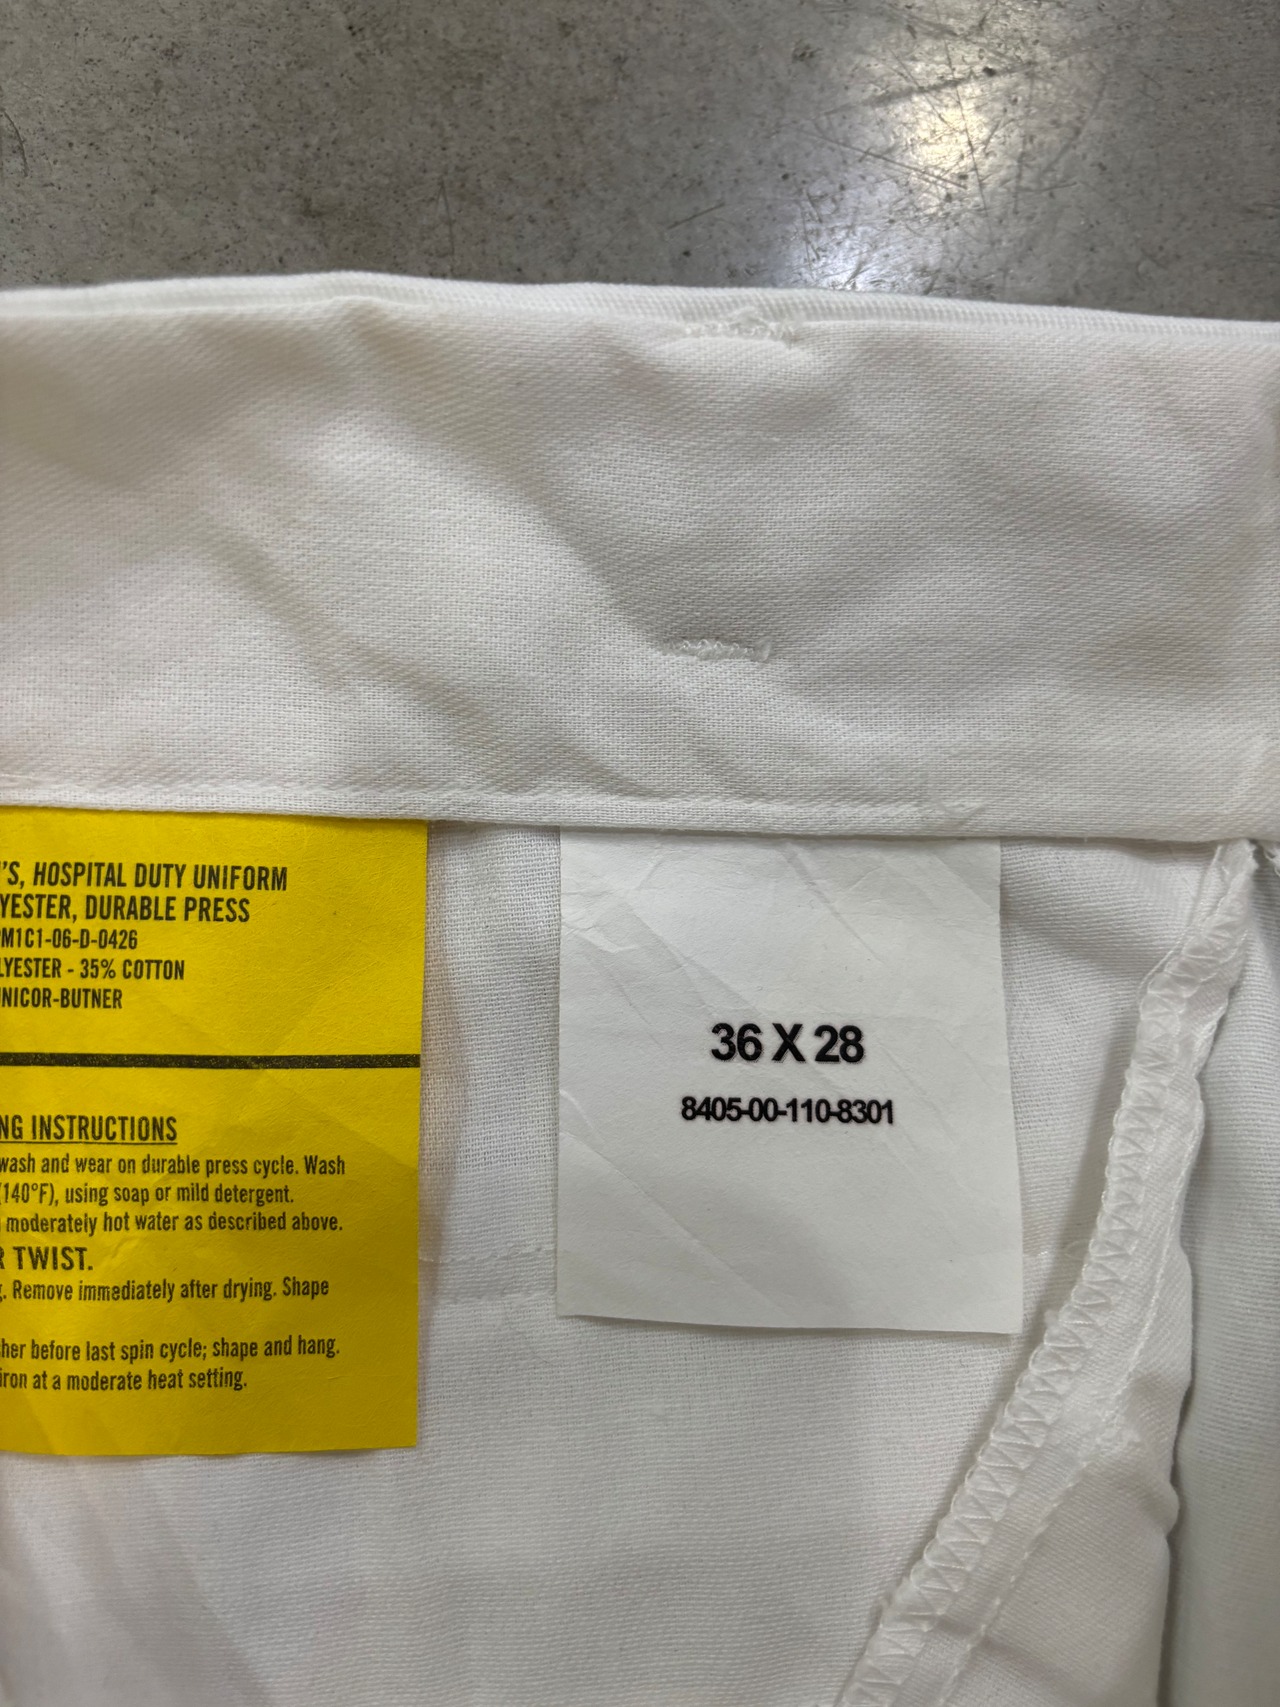 'S, HOSPITAL DUTY UNIFORM
YESTER, DURABLE PRESS
M1C1-06-D-0426
LYESTER - 35% COTTON
NICOR-BUTNER
NG INSTRUCTIONS
wash and wear on durable press cycle. Wash
(140°F), using soap or mild detergent.
moderately hot water as described above.
R TWIST.
. Remove immediately after drying. Shape
her before last spin cycle; shape and hang.
iron at a moderate heat setting.
36 X 28
8405-00-110-8301